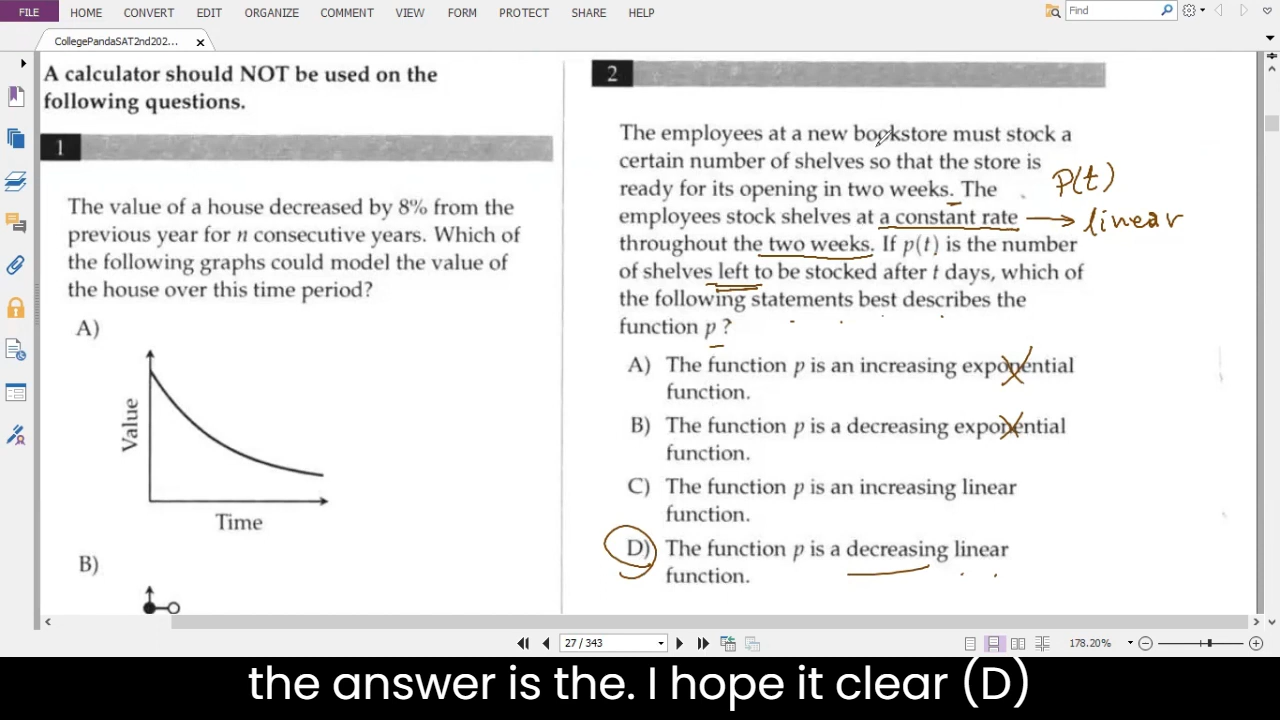 FILE HOME CONVERT EDIT ORGANIZE COMMENT VIEW FORM PROTECT SHARE HELP Find
CollegePandaSAT2nd202...
A calculator should NOT be used on the
following questions.
1
The value of a house decreased by 8% from the
previous year for n consecutive years. Which of
the following graphs could model the value of
the house over this time period?
A)
Value
Time
B)
2
The employees at a new bookstore must stock a
certain number of shelves so that the store is
ready for its opening in two weeks. The
employees stock shelves at a constant rate
throughout the two weeks. If p(t) is the number
of shelves left to be stocked after t days, which of
the following statements best describes the
function p?
P(t)
linear
A) The function p is an increasing exponential
function.
B) The function p is a decreasing exponential
function.
C) The function p is an increasing linear
function.
D) The function p is a decreasing linear
function.
27 / 343
178.20%
the answer is the. I hope it clear (D)